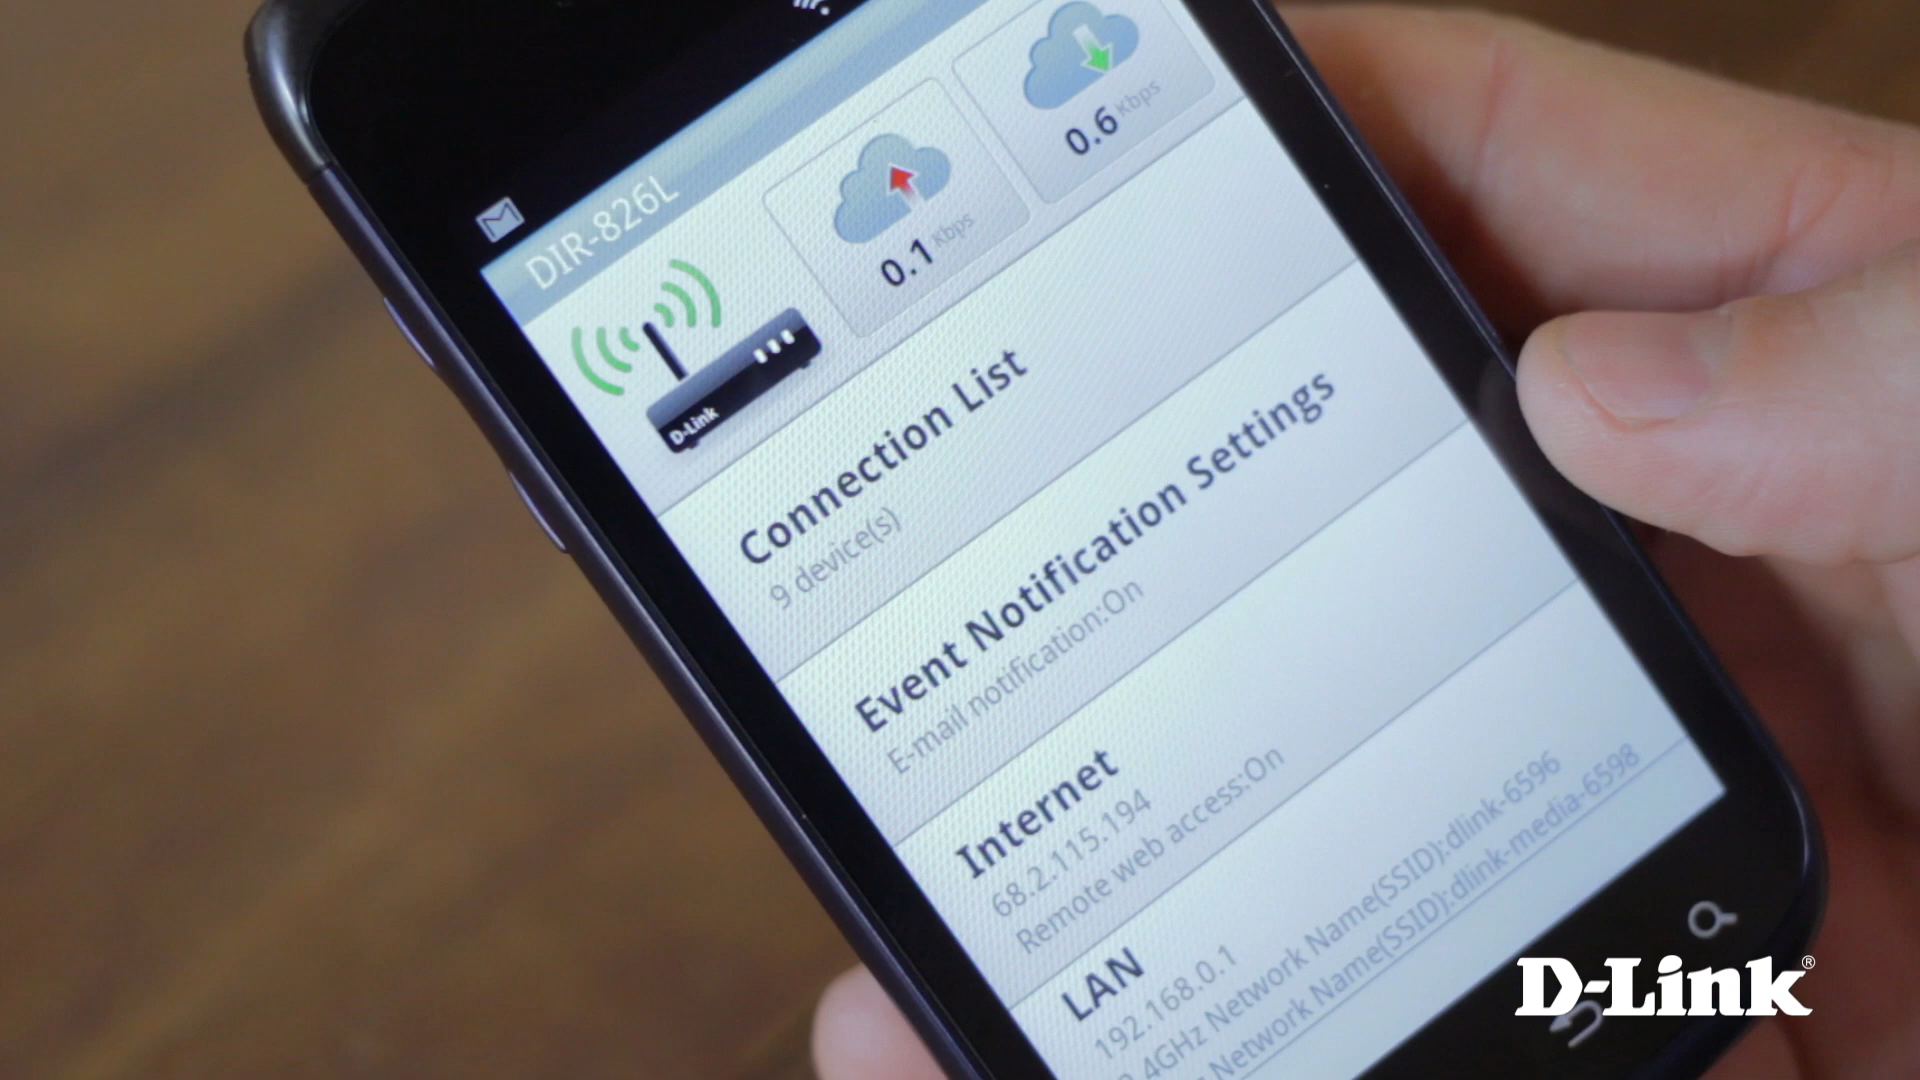 DIR-826L
0.1 Kbps
0.6 Kbps
D-Link
Connection List
9 device(s)
Event Notification Settings
E-mail notification:On
Internet
68.2.115.194
Remote web access:On
LAN
192.168.0.1
.4GHz Network Name(SSID):dlink-6596
Network Name(SSID):dlink-media-6598
D-Link®